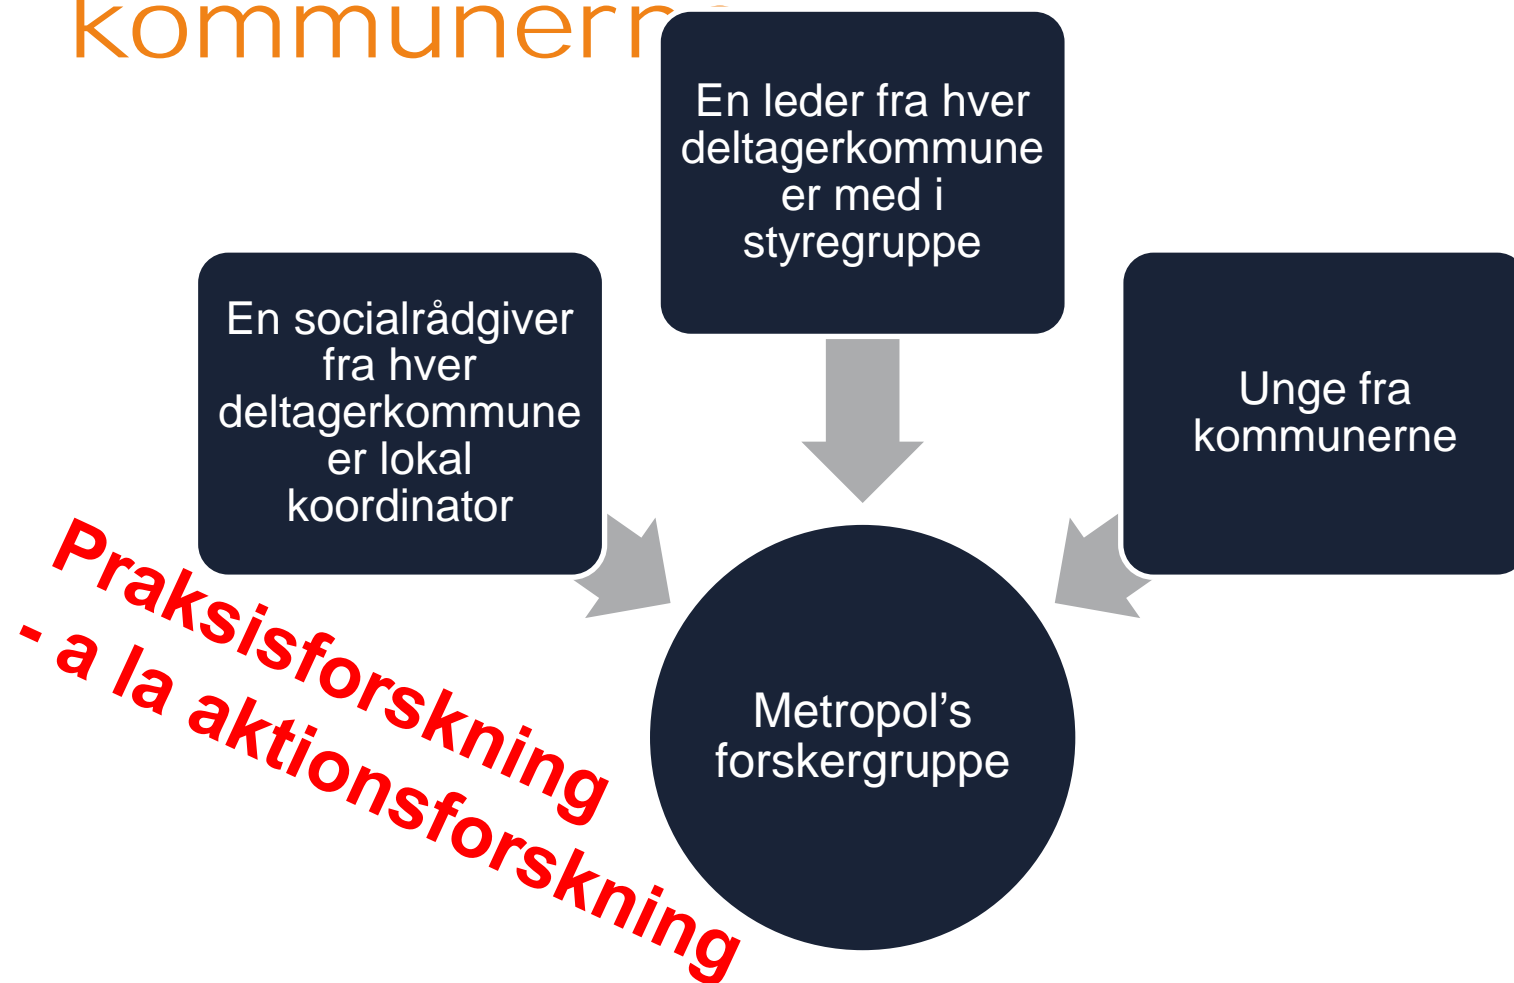 kommunerne
En leder fra hver
deltagerkommune
er med i
styregruppe
En socialrådgiver
fra hver
deltagerkommune
er lokal
koordinator
Unge fra
kommunerne
Praksisforskning
- a la aktionsforskning
Metropol’s
forskergruppe